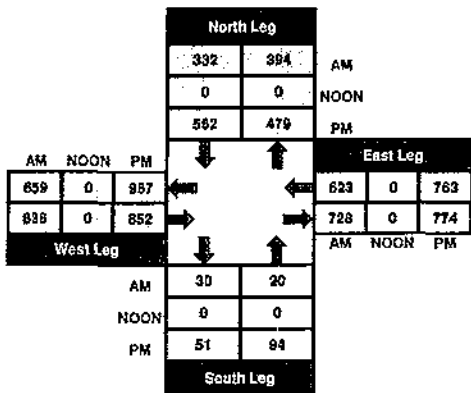 North Leg
332 394 AM
0 0 NOON
562 479 PM
AM NOON PM
659 0 967
836 0 852
West Leg
East Leg
623 0 763
728 0 774
AM NOON PM
AM 30 20
NOON 0 0
PM 51 94
South Leg